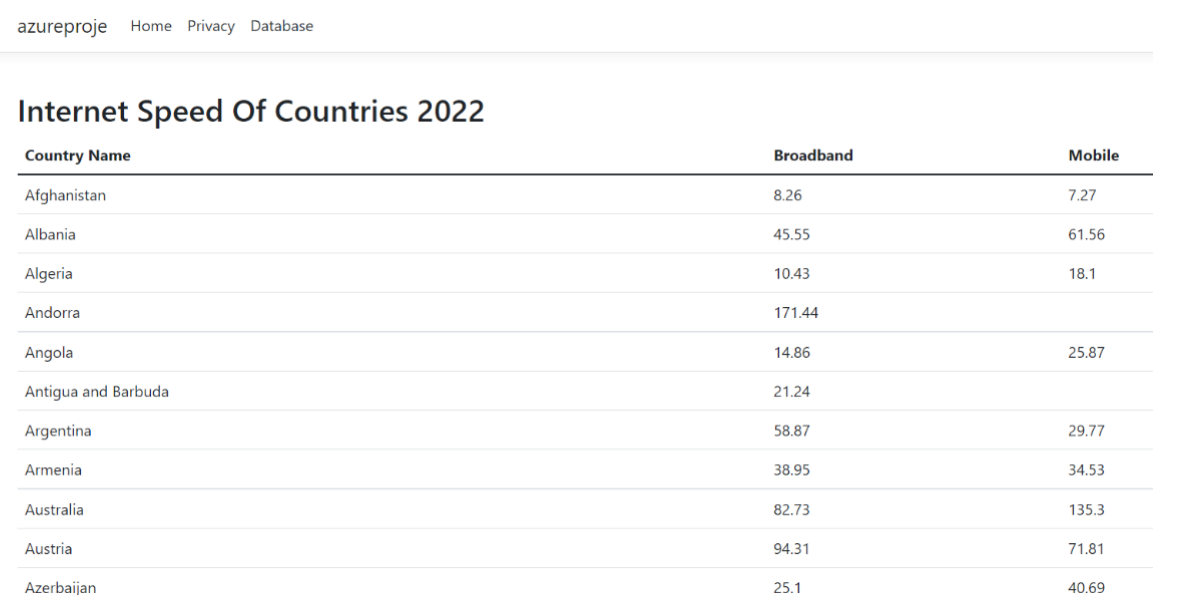 azureproje Home Privacy Database
Internet Speed Of Countries 2022
Country Name Broadband Mobile
Afghanistan 8.26 7.27
Albania 45.55 61.56
Algeria 10.43 18.1
Andorra 171.44
Angola 14.86 25.87
Antigua and Barbuda 21.24
Argentina 58.87 29.77
Armenia 38.95 34.53
Australia 82.73 135.3
Austria 94.31 71.81
Azerbaijan 25.1 40.69